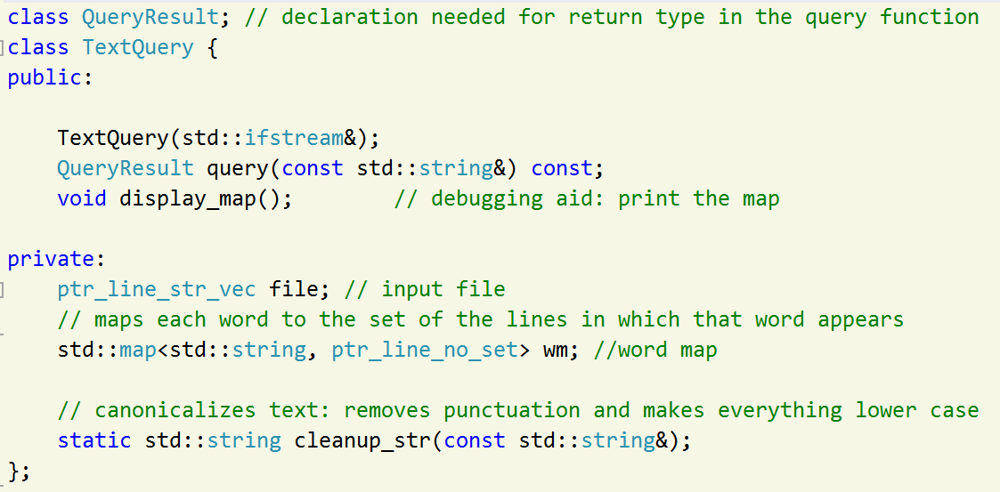 class QueryResult; // declaration needed for return type in the query function
class TextQuery {
public:
TextQuery(std::ifstream&);
QueryResult query(const std::string&) const;
void display_map();        // debugging aid: print the map
private:
ptr_line_str_vec file; // input file
// maps each word to the set of the lines in which that word appears
std::map<std::string, ptr_line_no_set> wm; //word map
// canonicalizes text: removes punctuation and makes everything lower case
static std::string cleanup_str(const std::string&);
};